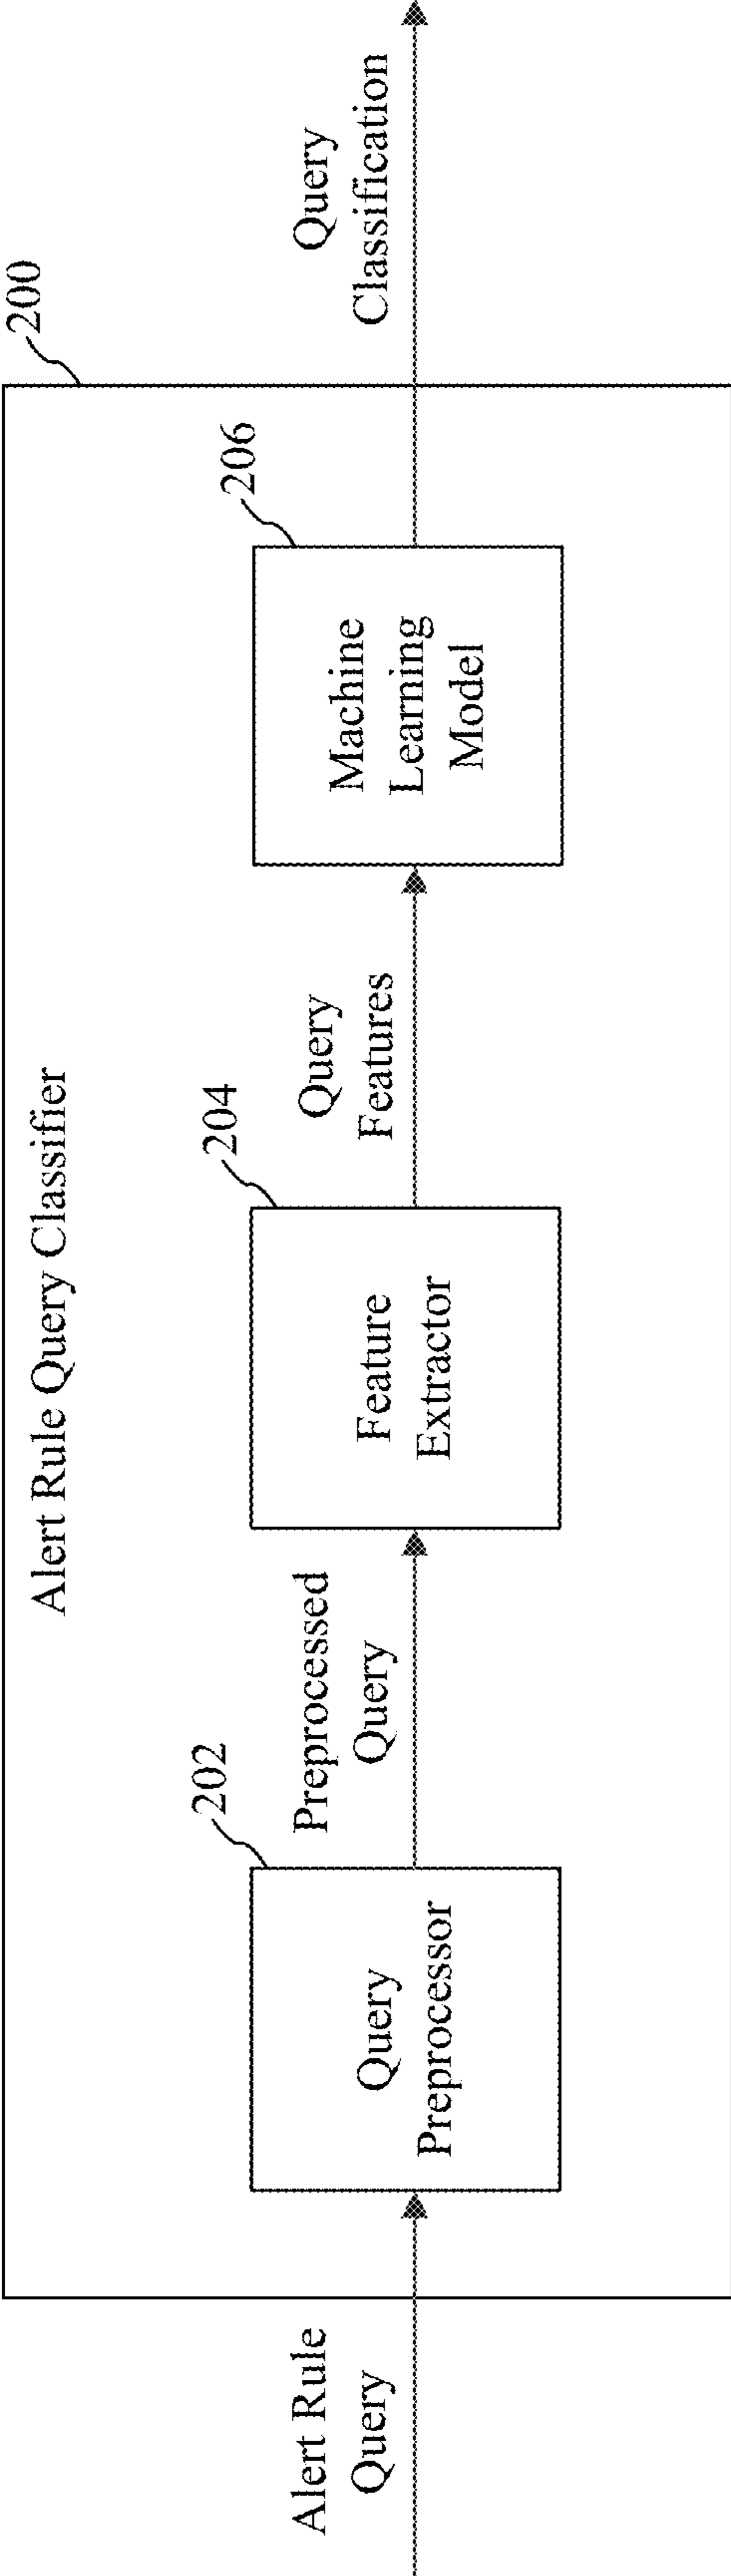 200
Alert Rule Query Classifier
Alert Rule
Query
202
Query
Preprocessor
Preprocessed
Query
204
Feature
Extractor
Query
Features
206
Machine
Learning
Model
Query
Classification